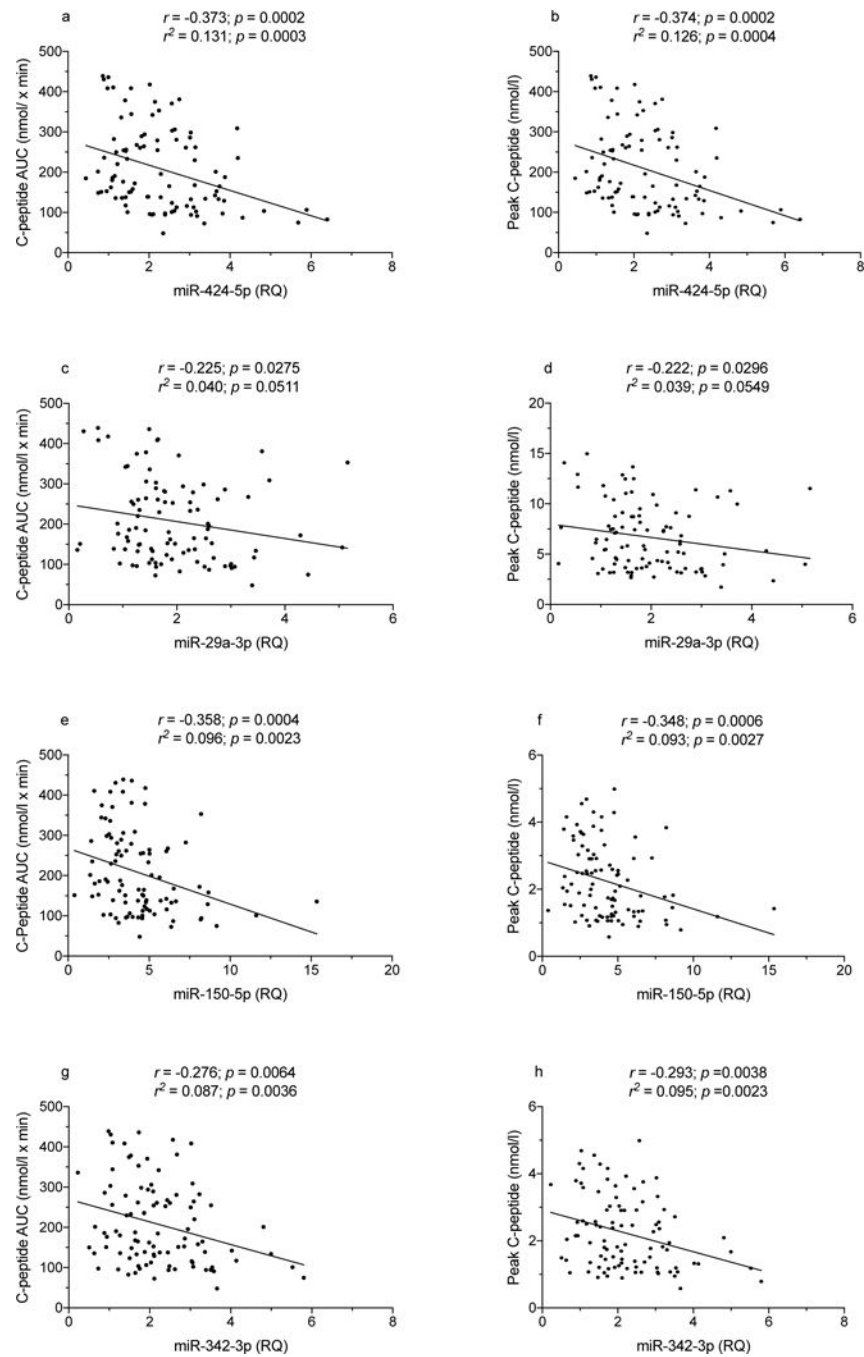 a
r = -0.373; p = 0.0002
r² = 0.131; p = 0.0003
500
400
300
200
100
0
C-peptide AUC (nmol/ x min)
0 2 4 6 8
miR-424-5p (RQ)
b
r = -0.374; p = 0.0002
r² = 0.126; p = 0.0004
500
400
300
200
100
0
Peak C-peptide (nmol/l)
0 2 4 6 8
miR-424-5p (RQ)
c
r = -0.225; p = 0.0275
r² = 0.040; p = 0.0511
500
400
300
200
100
0
C-peptide AUC (nmol/l x min)
0 2 4 6
miR-29a-3p (RQ)
d
r = -0.222; p = 0.0296
r² = 0.039; p = 0.0549
20
15
10
5
0
Peak C-peptide (nmol/l)
0 2 4 6
miR-29a-3p (RQ)
e
r = -0.358; p = 0.0004
r² = 0.096; p = 0.0023
500
400
300
200
100
0
C-Peptide AUC (nmol/l x min)
0 5 10 15 20
miR-150-5p (RQ)
f
r = -0.348; p = 0.0006
r² = 0.093; p = 0.0027
6
4
2
0
Peak C-peptide (nmol/l)
0 5 10 15 20
miR-150-5p (RQ)
g
r = -0.276; p = 0.0064
r² = 0.087; p = 0.0036
500
400
300
200
100
0
C-peptide AUC (nmol/l x min)
0 2 4 6 8
miR-342-3p (RQ)
h
r = -0.293; p =0.0038
r² = 0.095; p =0.0023
6
4
2
0
Peak C-peptide (nmol/l)
0 2 4 6 8
miR-342-3p (RQ)